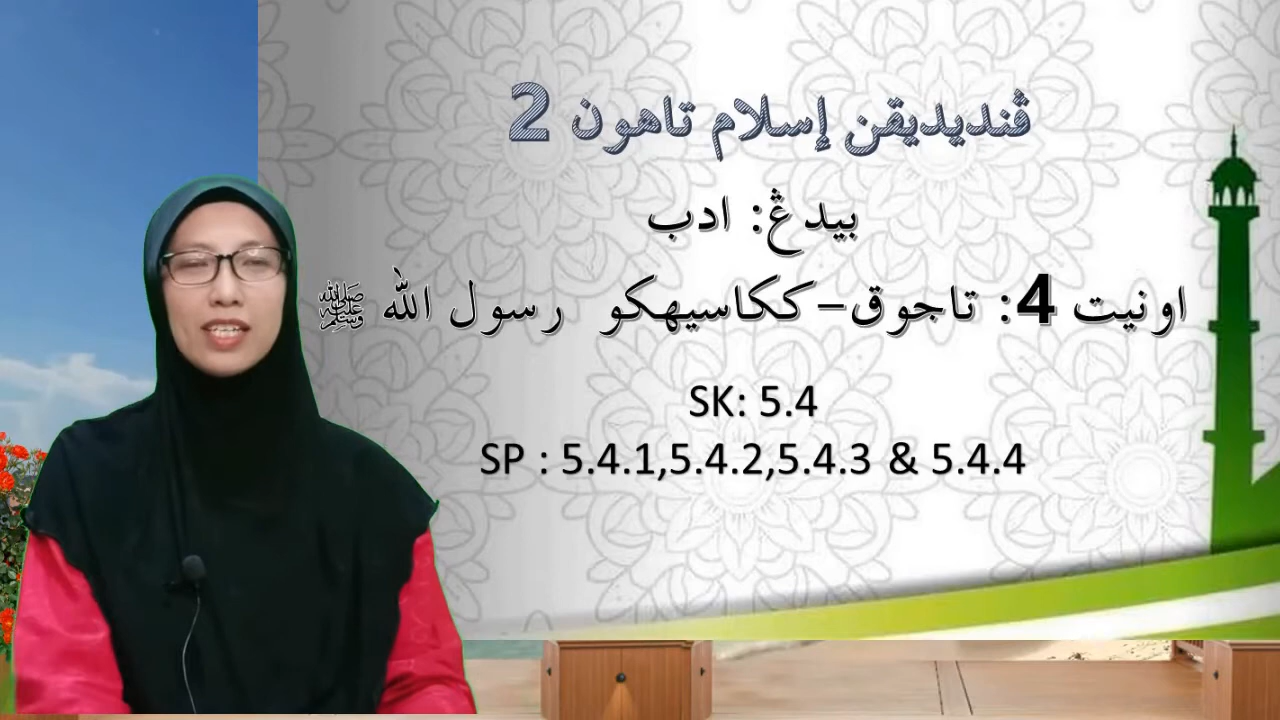 ڤنديديقن إسلام تاهون 2
بيدڠ: ادب
اونيت 4: تاجوق-ككاسيهكو رسول الله ﷺ
SK: 5.4
SP : 5.4.1,5.4.2,5.4.3 & 5.4.4